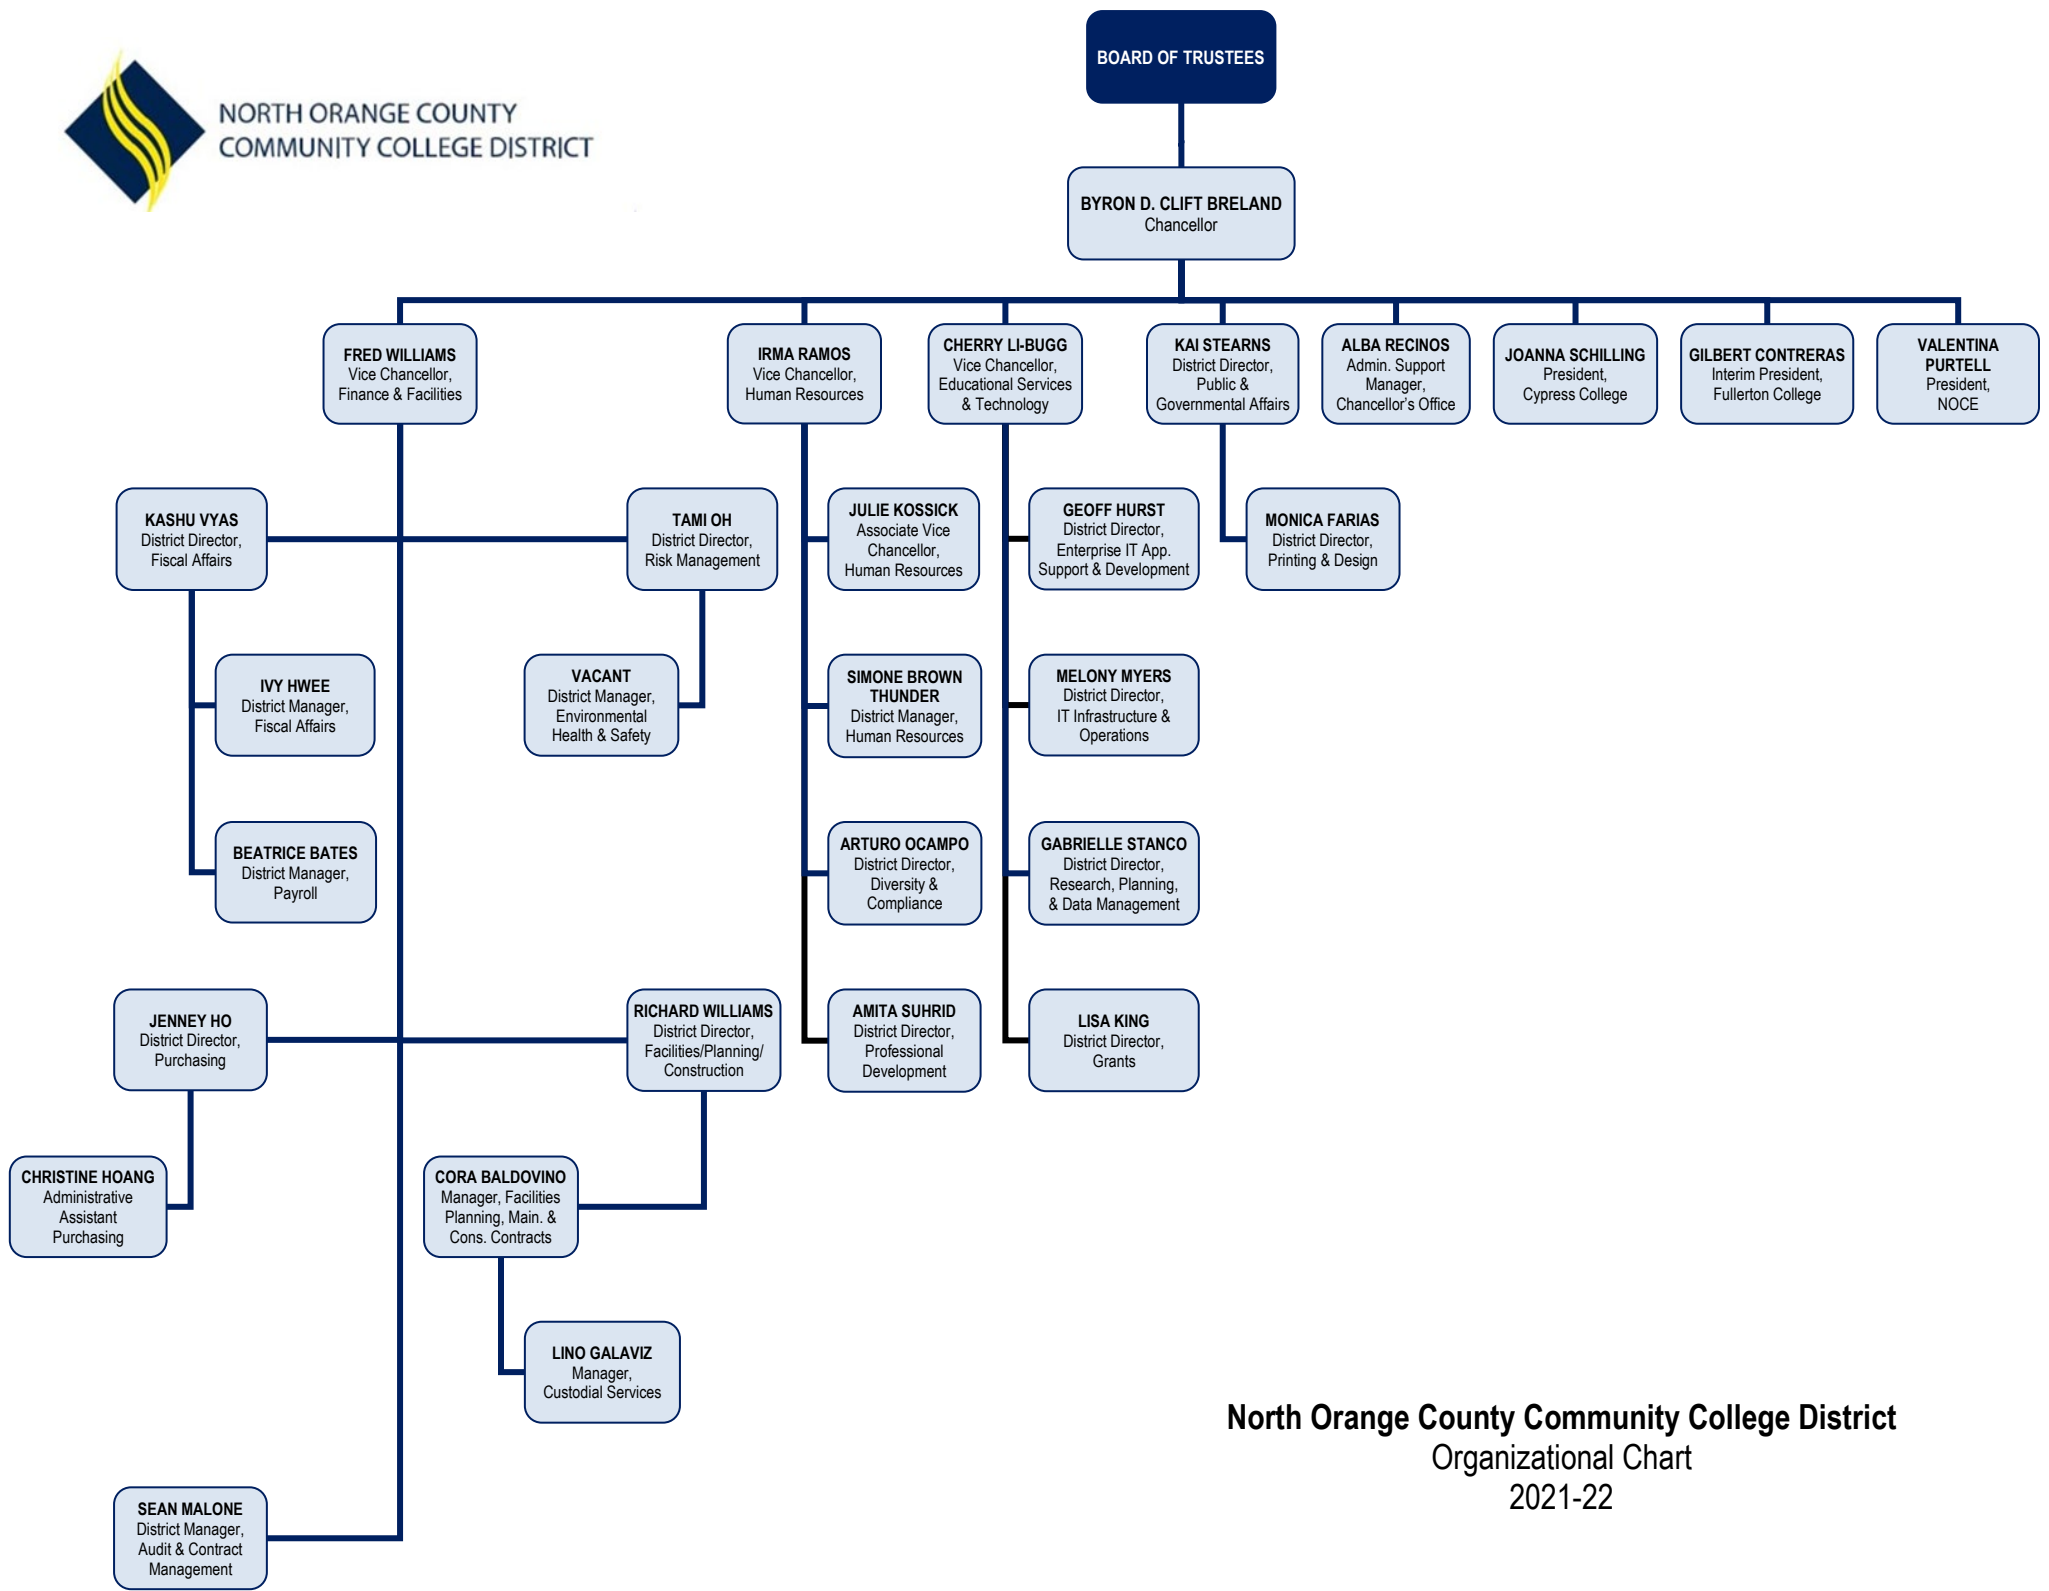 BOARD OF TRUSTEES
NORTH ORANGE COUNTY
COMMUNITY COLLEGE DISTRICT
BYRON D. CLIFT BRELAND
Chancellor
FRED WILLIAMS
Vice Chancellor,
Finance & Facilities
IRMA RAMOS
Vice Chancellor,
Human Resources
CHERRY LI-BUGG
Vice Chancellor,
Educational Services
& Technology
KAI STEARNS
District Director,
Public &
Governmental Affairs
ALBA RECINOS
Admin. Support
Manager,
Chancellor's Office
JOANNA SCHILLING
President,
Cypress College
GILBERT CONTRERAS
Interim President,
Fullerton College
VALENTINA
PURTELL
President,
NOCE
KASHU VYAS
District Director,
Fiscal Affairs
TAMI OH
District Director,
Risk Management
JULIE KOSSICK
Associate Vice
Chancellor,
Human Resources
GEOFF HURST
District Director,
Enterprise IT App.
Support & Development
MONICA FARIAS
District Director,
Printing & Design
IVY HWEE
District Manager,
Fiscal Affairs
VACANT
District Manager,
Environmental
Health & Safety
SIMONE BROWN
THUNDER
District Manager,
Human Resources
MELONY MYERS
District Director,
IT Infrastructure &
Operations
BEATRICE BATES
District Manager,
Payroll
ARTURO OCAMPO
District Director,
Diversity &
Compliance
GABRIELLE STANCO
District Director,
Research, Planning,
& Data Management
JENNEY HO
District Director,
Purchasing
RICHARD WILLIAMS
District Director,
Facilities/Planning/
Construction
AMITA SUHRID
District Director,
Professional
Development
LISA KING
District Director,
Grants
CHRISTINE HOANG
Administrative
Assistant
Purchasing
CORA BALDOVINO
Manager, Facilities
Planning, Main. &
Cons. Contracts
LINO GALAVIZ
Manager,
Custodial Services
SEAN MALONE
District Manager,
Audit & Contract
Management
North Orange County Community College District
Organizational Chart
2021-22